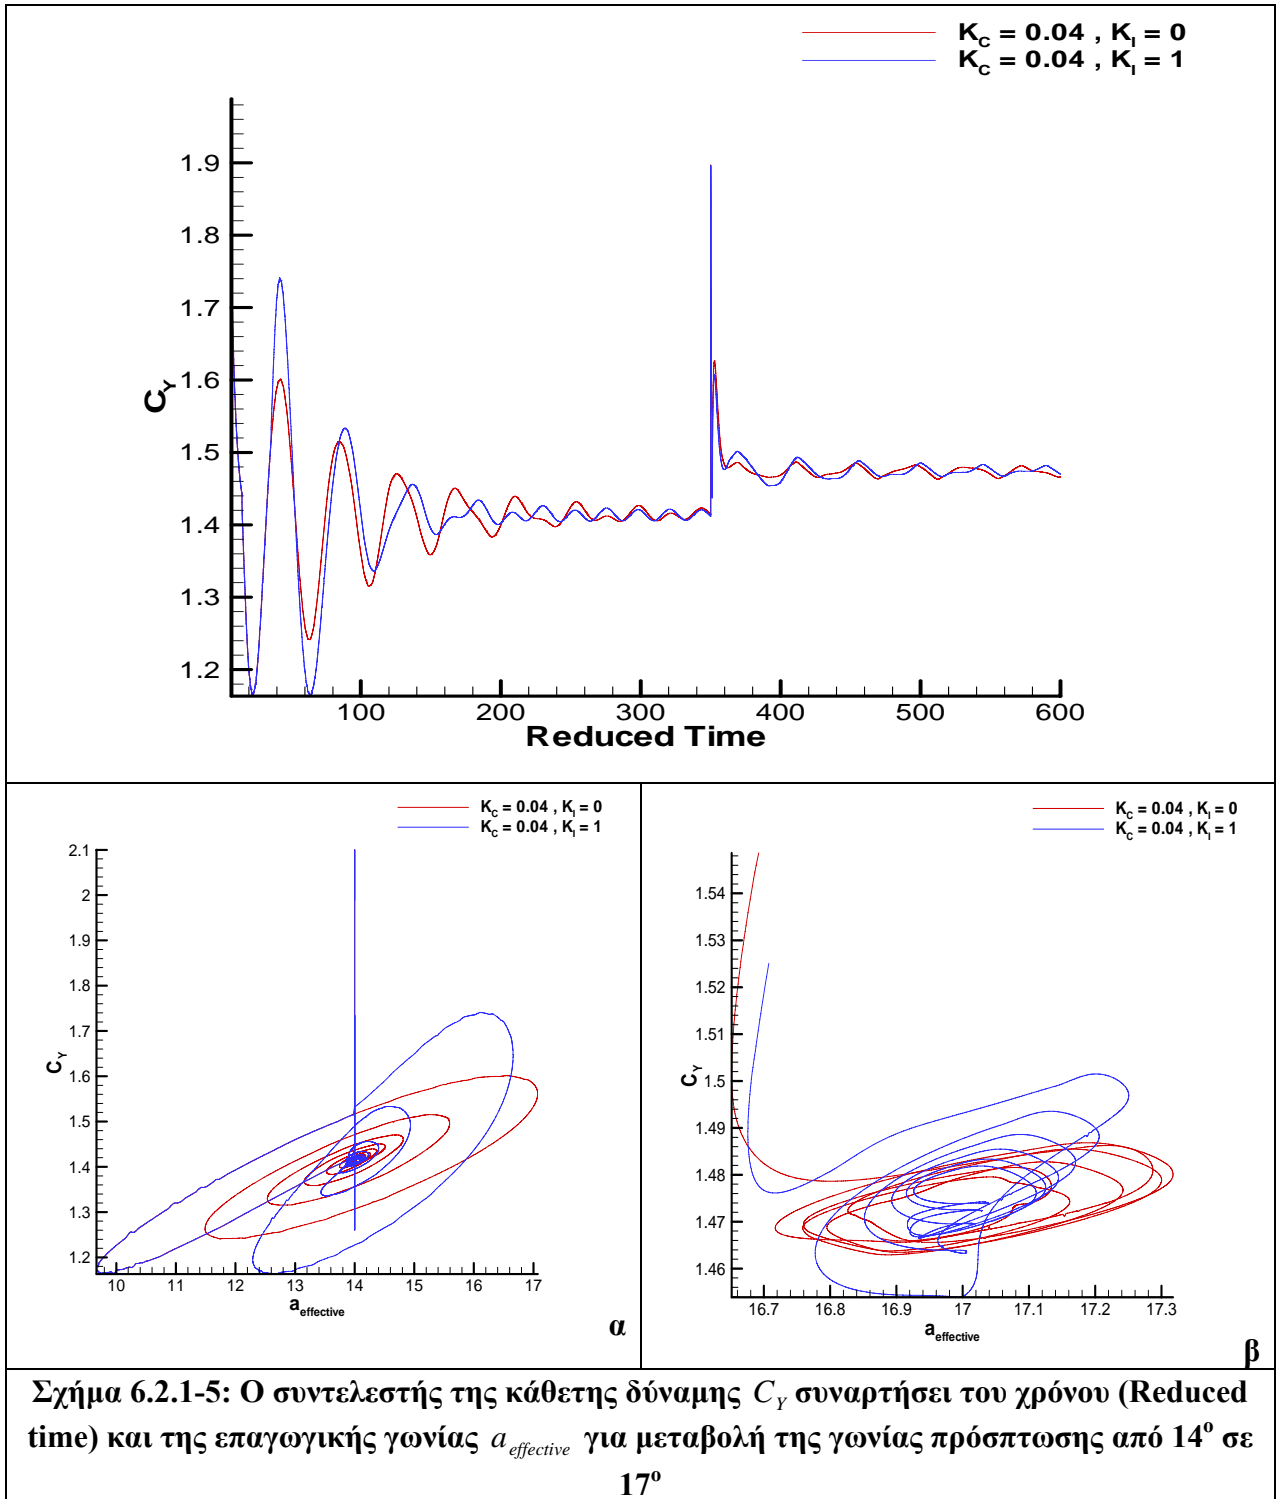 K_C = 0.04 , K_I = 0
K_C = 0.04 , K_I = 1
1.9
1.8
1.7
1.6
1.5
1.4
1.3
1.2
C_Y
100 200 300 400 500 600
Reduced Time
K_C = 0.04 , K_I = 0
K_C = 0.04 , K_I = 1
2.1
2
1.9
1.8
1.7
1.6
1.5
1.4
1.3
1.2
C_Y
10 11 12 13 14 15 16 17
a_effective
α
K_C = 0.04 , K_I = 0
K_C = 0.04 , K_I = 1
1.54
1.53
1.52
1.51
1.5
1.49
1.48
1.47
1.46
C_Y
16.7 16.8 16.9 17 17.1 17.2 17.3
a_effective
β
Σχήμα 6.2.1-5: Ο συντελεστής της κάθετης δύναμης C_Y συναρτήσει του χρόνου (Reduced
time) και της επαγωγικής γωνίας a_effective για μεταβολή της γωνίας πρόσπτωσης από 14° σε
17°